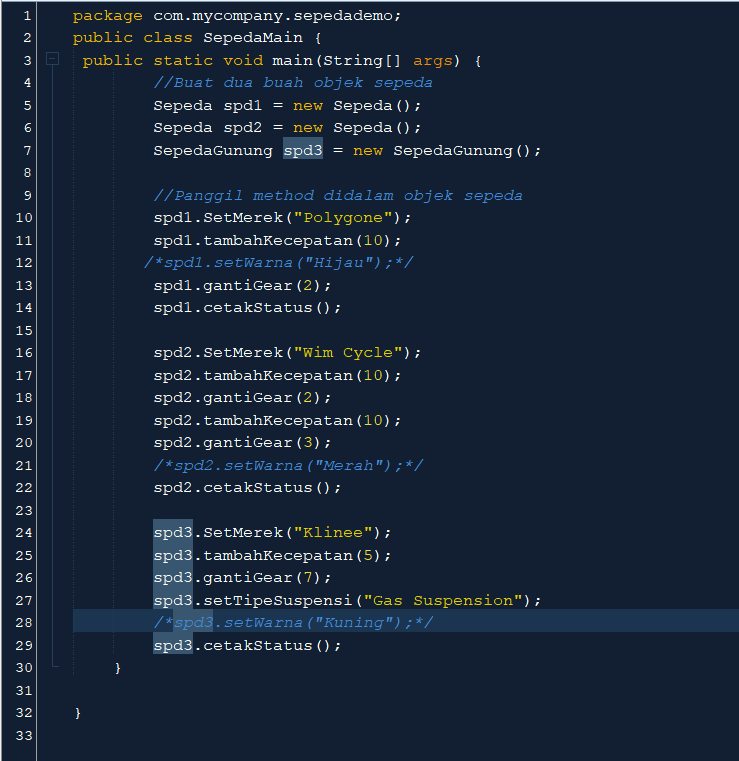 1 package com.mycompany.sepedademo;
2 public class SepedaMain {
3 public static void main(String[] args) {
4 //Buat dua buah objek sepeda
5 Sepeda spd1 = new Sepeda();
6 Sepeda spd2 = new Sepeda();
7 SepedaGunung spd3 = new SepedaGunung();
8
9 //Panggil method didalam objek sepeda
10 spd1.SetMerek("Polygone");
11 spd1.tambahKecepatan(10);
12 /*spd1.setWarna("Hijau");*/
13 spd1.gantiGear(2);
14 spd1.cetakStatus();
15
16 spd2.SetMerek("Wim Cycle");
17 spd2.tambahKecepatan(10);
18 spd2.gantiGear(2);
19 spd2.tambahKecepatan(10);
20 spd2.gantiGear(3);
21 /*spd2.setWarna("Merah");*/
22 spd2.cetakStatus();
23
24 spd3.SetMerek("Klinee");
25 spd3.tambahKecepatan(5);
26 spd3.gantiGear(7);
27 spd3.setTipeSuspensi("Gas Suspension");
28 /*spd3.setWarna("Kuning");*/
29 spd3.cetakStatus();
30 }
31
32 }
33